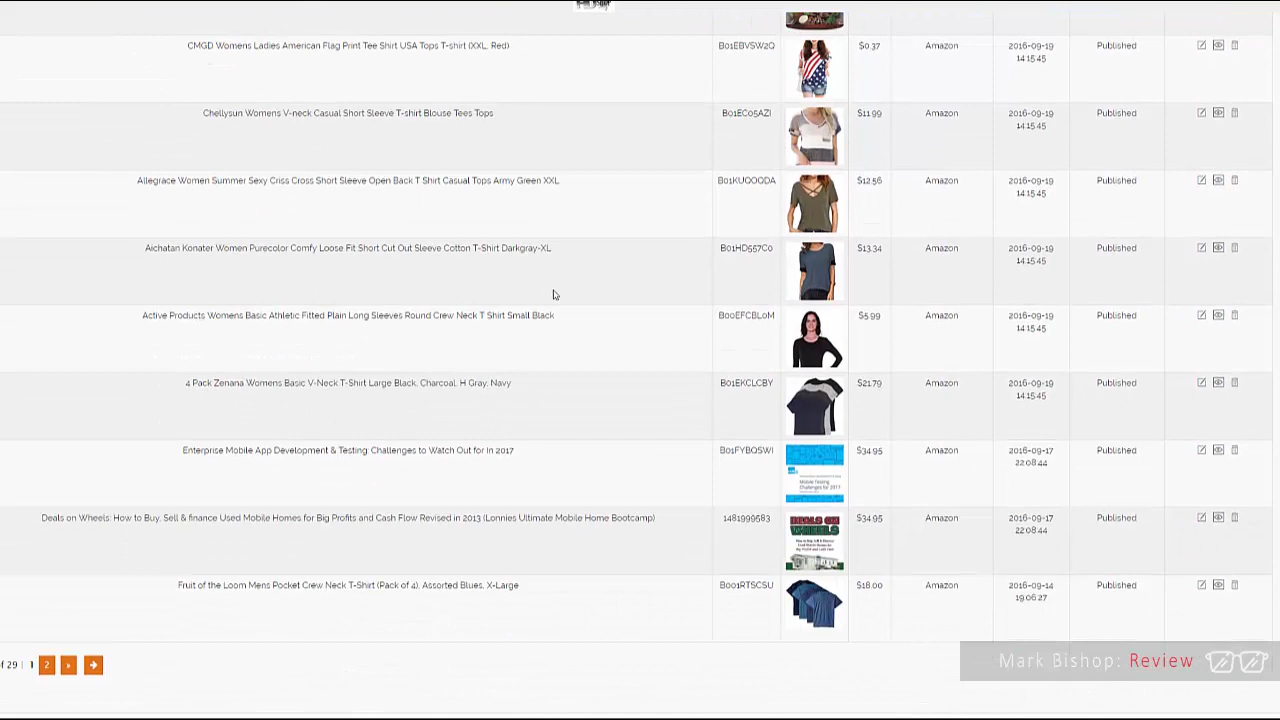 TD Womens Ladies American Flag Print Tee Shirt USA Tops T-shirt (XXL, Red) B01EBVSW2Q $0.37 Amazon 2016-09-19 Published
14:15:45
Chellysun Womens V-neck Casual Short Sleeve T-shirt Blouse Tees Tops B01EC05AZI $11.99 Amazon 2016-09-19 Published
14:15:45
Allegrace Women Summer Sexy Criss Cross Short Sleeve Open Back T Shirt Casual Tops Army Green XXL B01KUQOQDA $12.56 Amazon 2016-09-19 Published
14:15:45
Aichatan Konater Women Purecolor Comfy Loose Fit Short Cut Out Sleeve Cotton T-Shirt Darkgray XL B01HD557C0 $13.34 Amazon 2016-09-19 Published
14:15:45
Active Products Womens Basic Athletic Fitted Plain Long Sleeves Round Crew Neck T Shirt Small Black B00EFCBL0M $5.99 Amazon 2016-09-19 Published
14:15:45
4 Pack Zenana Womens Basic V-Neck T-Shirt Large Black, Charcoal, H Gray, Navy B01EKCLCBY $21.79 Amazon 2016-09-19 Published
14:15:45
Enterprise Mobile App Development & Testing: Challenges to Watch Out for In 2017 B01FYBQSWI $34.95 Amazon 2016-09-17 Published
22:08:44
Mobile Testing
Challenges for 2017
Deals on Wheels: How to Buy, Sell & Finance Used Mobile Homes for Big Profits and Cash Flow Revised 2013 (Lonnies Ultimate Mobile Home Bootcamp) 1481999583 $34.95 Amazon 2016-09-17 Published
22:08:44
DEALS ON
WHEELS
Fruit of the Loom Mens Pocket Crew Neck T-Shirt (Pack of 4), Assorted Blues, X-Large B001RTSCSU $18.00 Amazon 2016-09-14 Published
19:06:27
of 29 | 1 2 »
Mark Bishop: Review